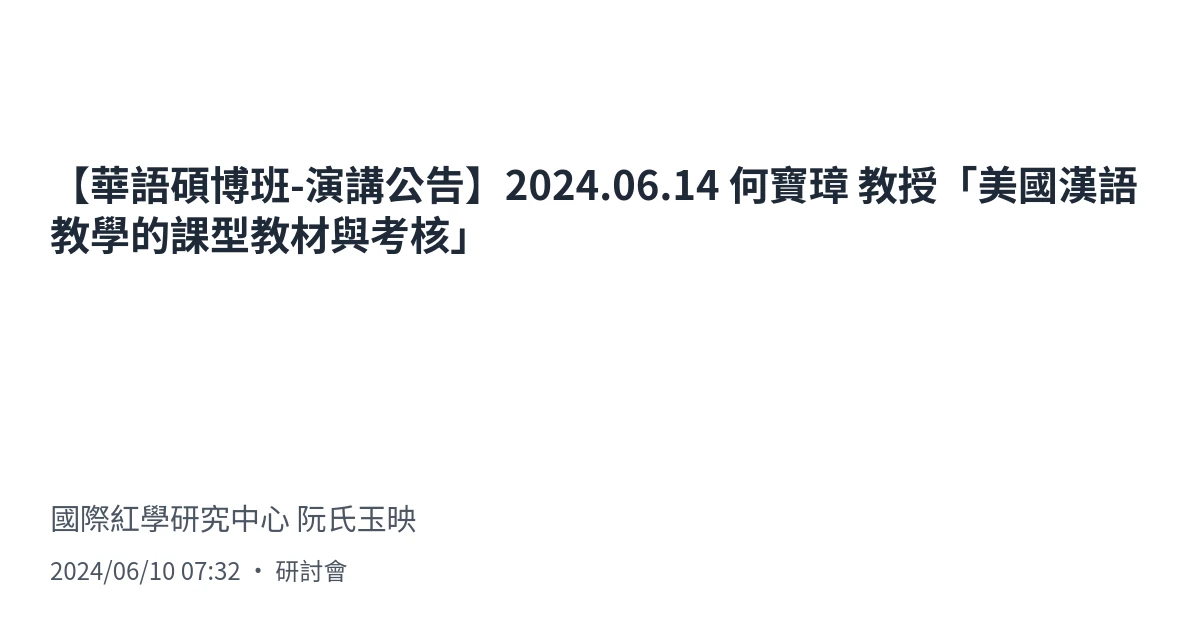 【華語碩博班-演講公告】2024.06.14 何寶璋 教授「美國漢語
教學的課型教材與考核」
國際紅學研究中心 阮氏玉映
2024/06/10 07:32 • 研討會